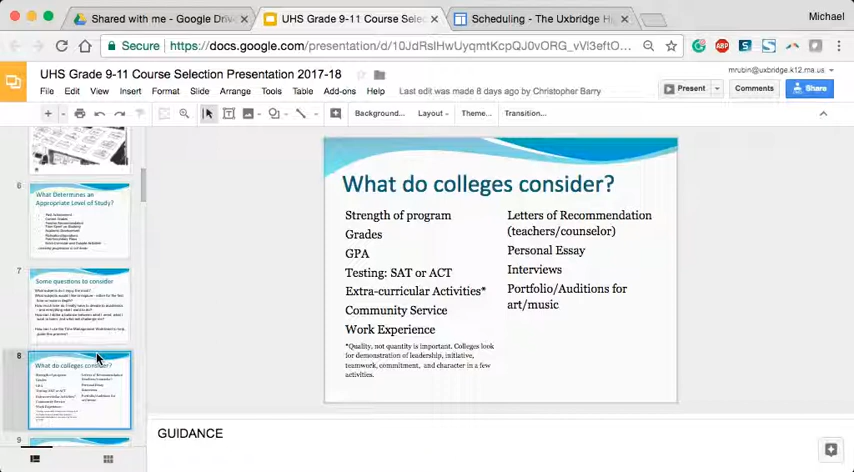 Michael
Shared with me - Google Driv
UHS Grade 9-11 Course Selec
Scheduling - The Uxbridge Hi
Secure
https://docs.google.com/presentation/d/10JdRslHwUyqmtKcpQJ0vORG_vVl3eftO...
UHS Grade 9-11 Course Selection Presentation 2017-18
mrubin@uxbridge.k12.ma.us
File Edit View Insert Format Slide Arrange Tools Table Add-ons Help
Last edit was made 8 days ago by Christopher Barry
Present
Comments
Share
Background... Layout Theme... Transition...
6
What Determines an
Appropriate Level of Study?
7
Some questions to consider
8
What do colleges consider?
9
What do colleges consider?
Strength of program
Grades
GPA
Testing: SAT or ACT
Extra-curricular Activities*
Community Service
Work Experience
*Quality, not quantity is important. Colleges look
for demonstration of leadership, initiative,
teamwork, commitment, and character in a few
activities.
Letters of Recommendation
(teachers/counselor)
Personal Essay
Interviews
Portfolio/Auditions for
art/music
GUIDANCE